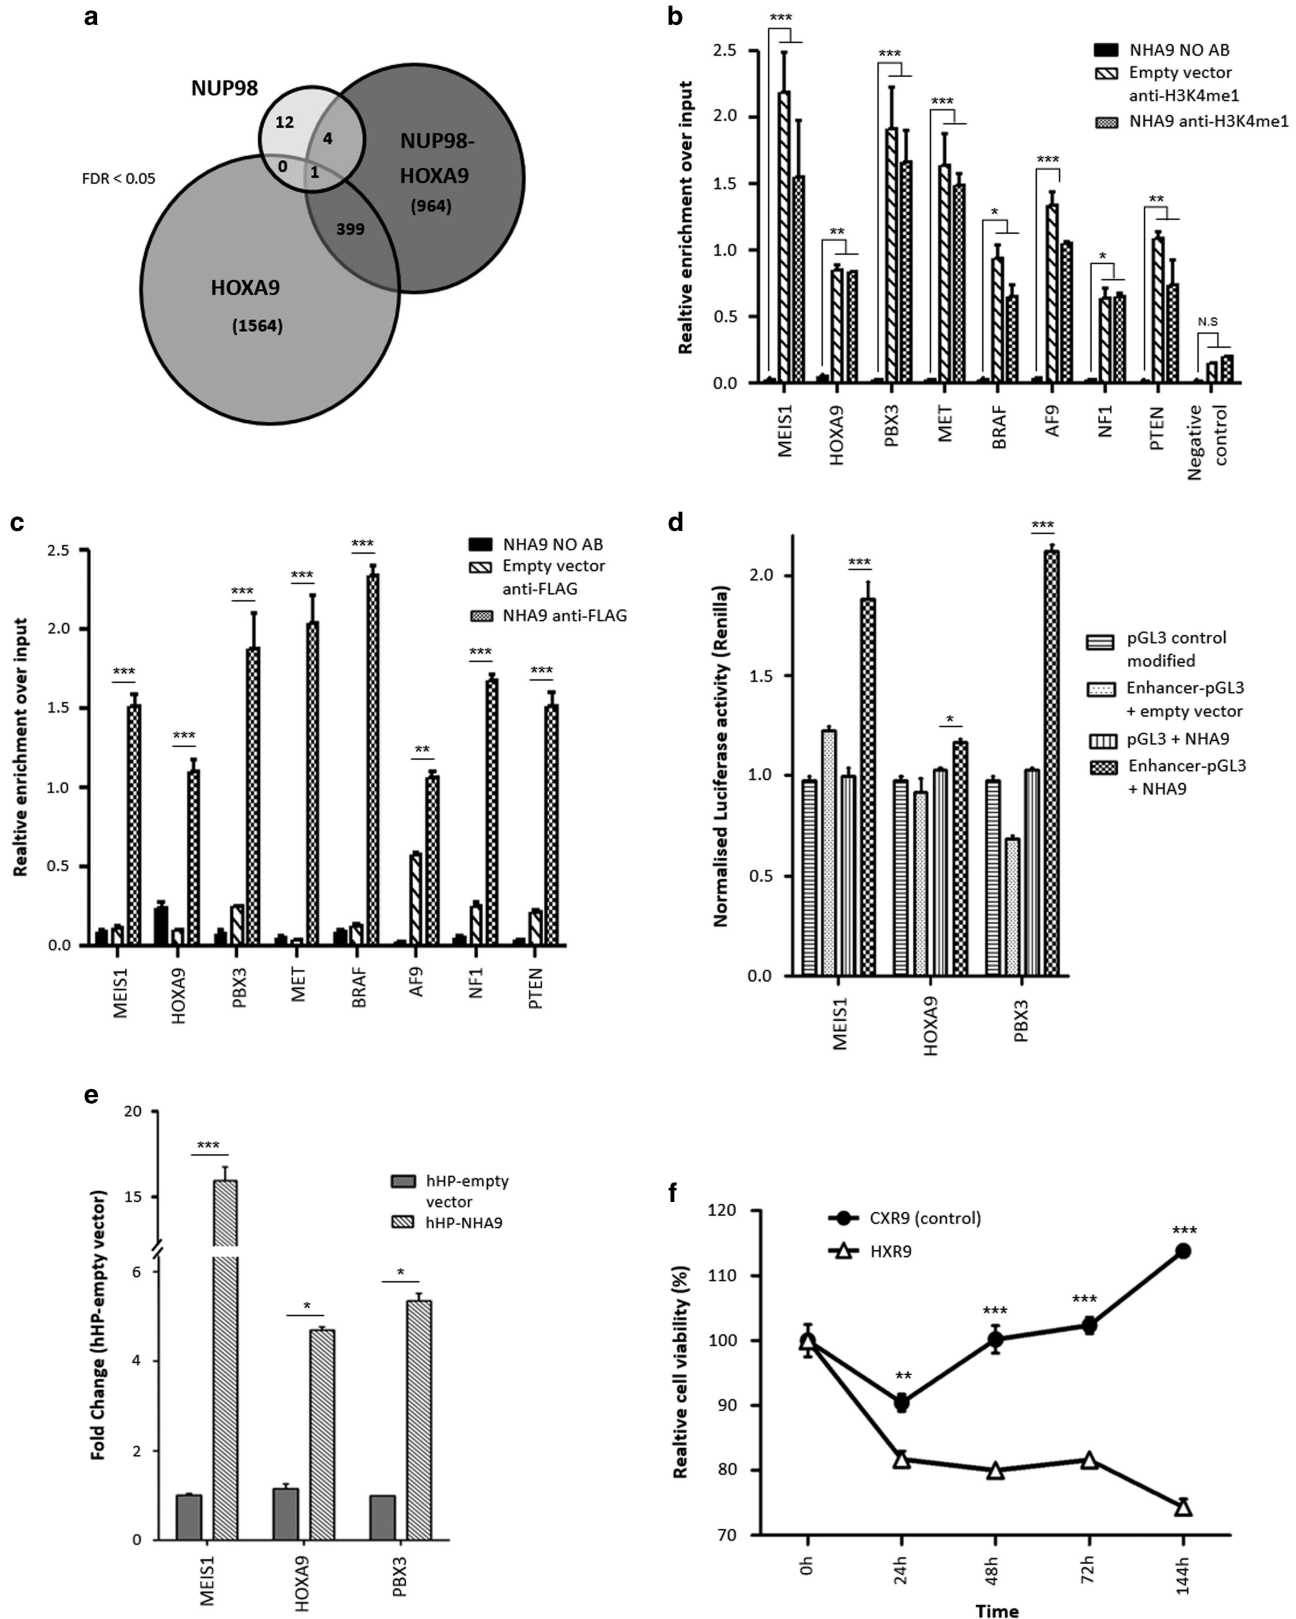 a
NUP98
12
4
0
1
NUP98-
HOXA9
(964)
FDR < 0.05
399
HOXA9
(1564)
b
Realtive enrichment over input
2.5
2.0
1.5
1.0
0.5
0.0
***
**
***
***
*
***
*
**
N.S
NHA9 NO AB
Empty vector
anti-H3K4me1
NHA9 anti-H3K4me1
MEIS1
HOXA9
PBX3
MET
BRAF
AF9
NF1
PTEN
Negative
control
c
Realtive enrichment over input
2.5
2.0
1.5
1.0
0.5
0.0
***
***
***
***
***
**
***
***
NHA9 NO AB
Empty vector
anti-FLAG
NHA9 anti-FLAG
MEIS1
HOXA9
PBX3
MET
BRAF
AF9
NF1
PTEN
d
Normalised Luciferase activity (Renilla)
2.0
1.5
1.0
0.5
0.0
***
*
***
pGL3 control
modified
Enhancer-pGL3
+ empty vector
pGL3 + NHA9
Enhancer-pGL3
+ NHA9
MEIS1
HOXA9
PBX3
e
Fold Change (hHP-empty vector)
20
15
6
4
2
0
***
*
*
hHP-empty
vector
hHP-NHA9
MEIS1
HOXA9
PBX3
f
Realtive cell viability (%)
120
110
100
90
80
70
CXR9 (control)
HXR9
**
***
***
***
0h
24h
48h
72h
144h
Time